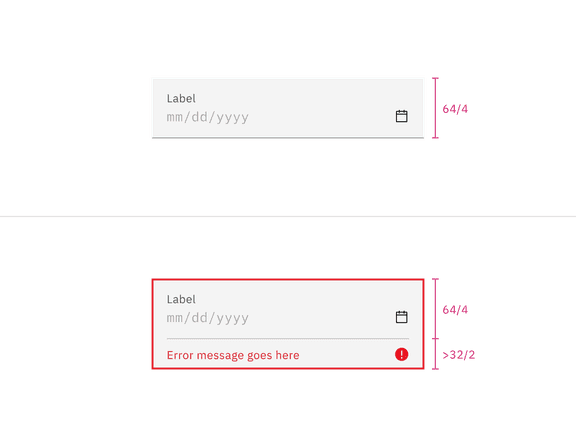 Label
mm/dd/yyyy
64/4
Label
mm/dd/yyyy
64/4
Error message goes here
>32/2